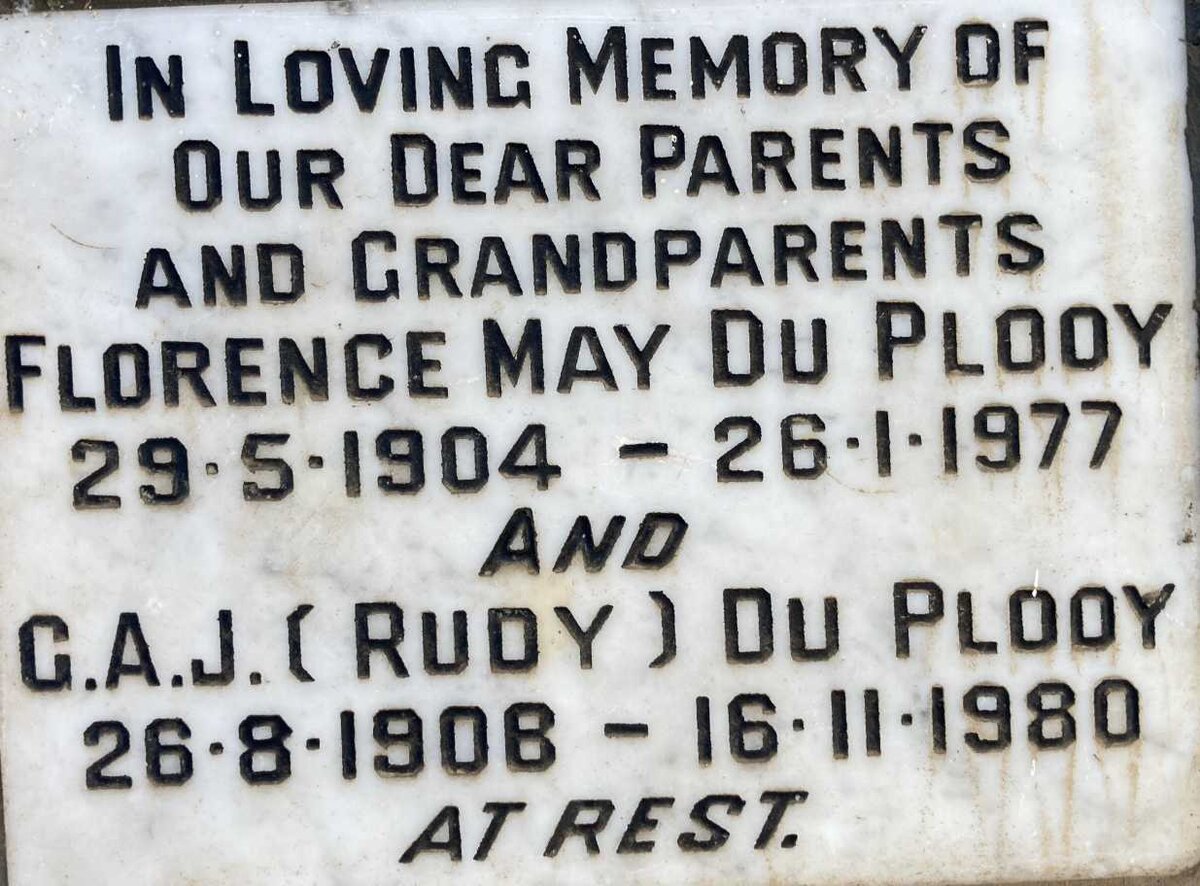 IN LOVING MEMORY OF
OUR DEAR PARENTS
AND GRANDPARENTS
FLORENCE MAY DU PLOOY
29·5·1904 – 26·1·1977
AND
G.A.J. (RUDY) DU PLOOY
26·8·1908 – 16·11·1980
AT REST.